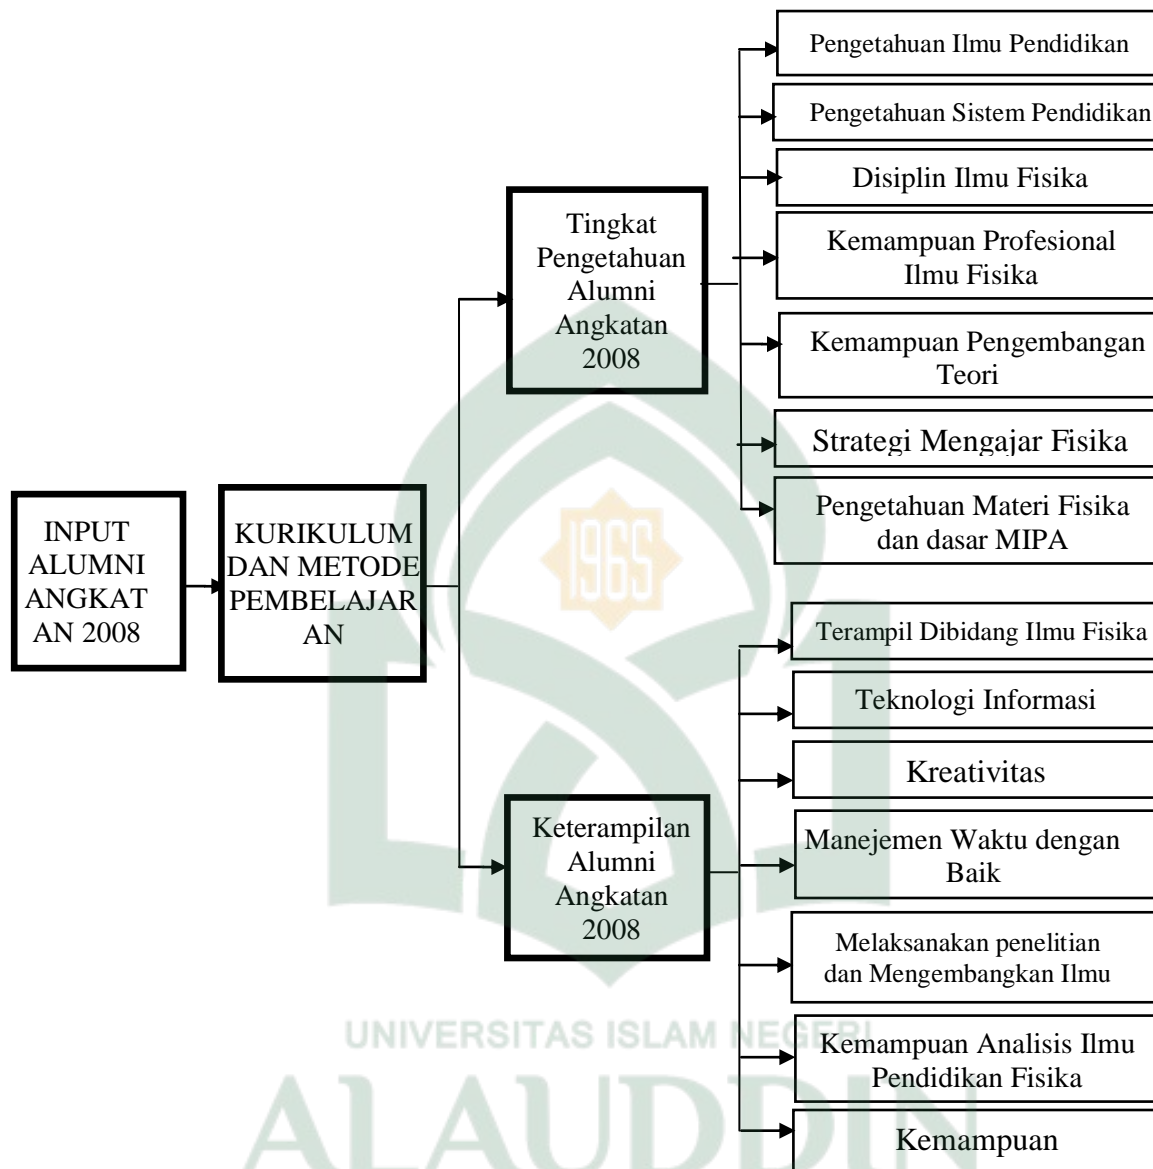 INPUT
ALUMNI
ANGKAT
AN 2008
KURIKULUM
DAN METODE
PEMBELAJAR
AN
Tingkat
Pengetahuan
Alumni
Angkatan
2008
Pengetahuan Ilmu Pendidikan
Pengetahuan Sistem Pendidikan
Disiplin Ilmu Fisika
Kemampuan Profesional
Ilmu Fisika
Kemampuan Pengembangan
Teori
Strategi Mengajar Fisika
Pengetahuan Materi Fisika
dan dasar MIPA
Keterampilan
Alumni
Angkatan
2008
Terampil Dibidang Ilmu Fisika
Teknologi Informasi
Kreativitas
Manejemen Waktu dengan
Baik
Melaksanakan penelitian
dan Mengembangkan Ilmu
Kemampuan Analisis Ilmu
Pendidikan Fisika
Kemampuan
1965
UNIVERSITAS ISLAM NEGERI
ALAUDDIN